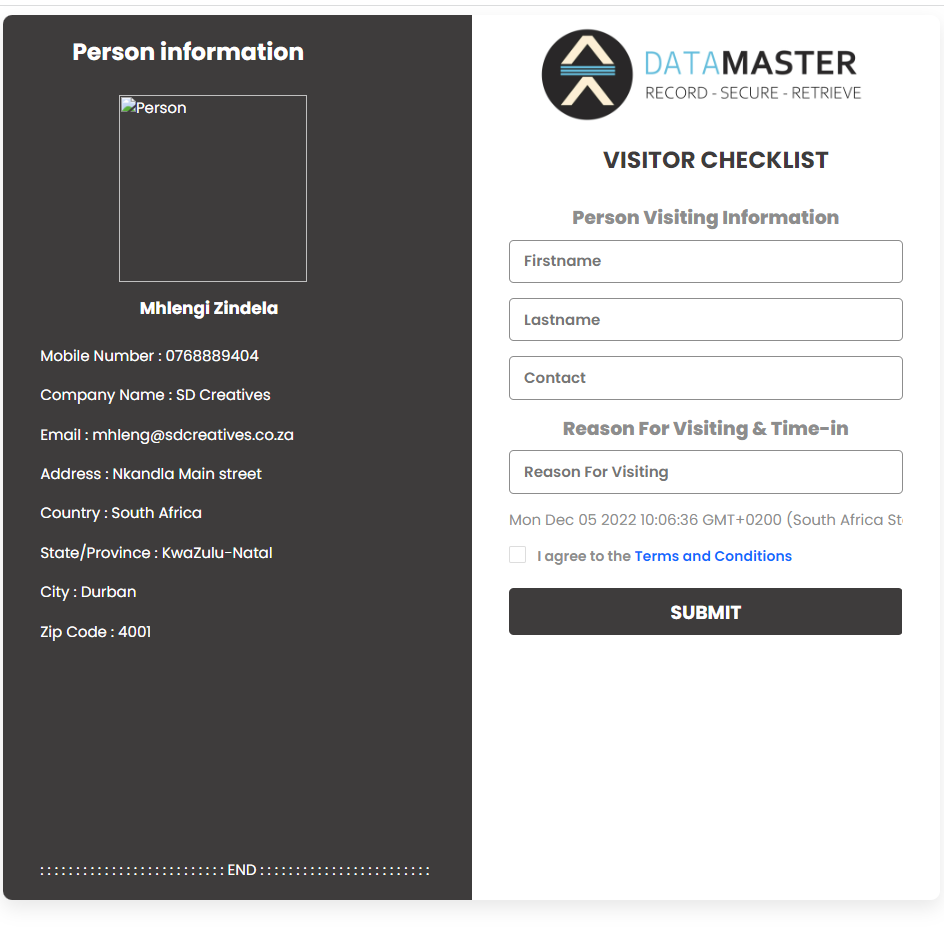 Person information
Person
Mhlengi Zindela
Mobile Number : 0768889404
Company Name : SD Creatives
Email : mhleng@sdcreatives.co.za
Address : Nkandla Main street
Country : South Africa
State/Province : KwaZulu-Natal
City : Durban
Zip Code : 4001
: : : : : : : : : : : : : : : : : : : : : : : : : : END : : : : : : : : : : : : : : : : : : : : : : : :
DATAMASTER
RECORD - SECURE - RETRIEVE
VISITOR CHECKLIST
Person Visiting Information
Firstname
Lastname
Contact
Reason For Visiting & Time-in
Reason For Visiting
Mon Dec 05 2022 10:06:36 GMT+0200 (South Africa St
I agree to the Terms and Conditions
SUBMIT